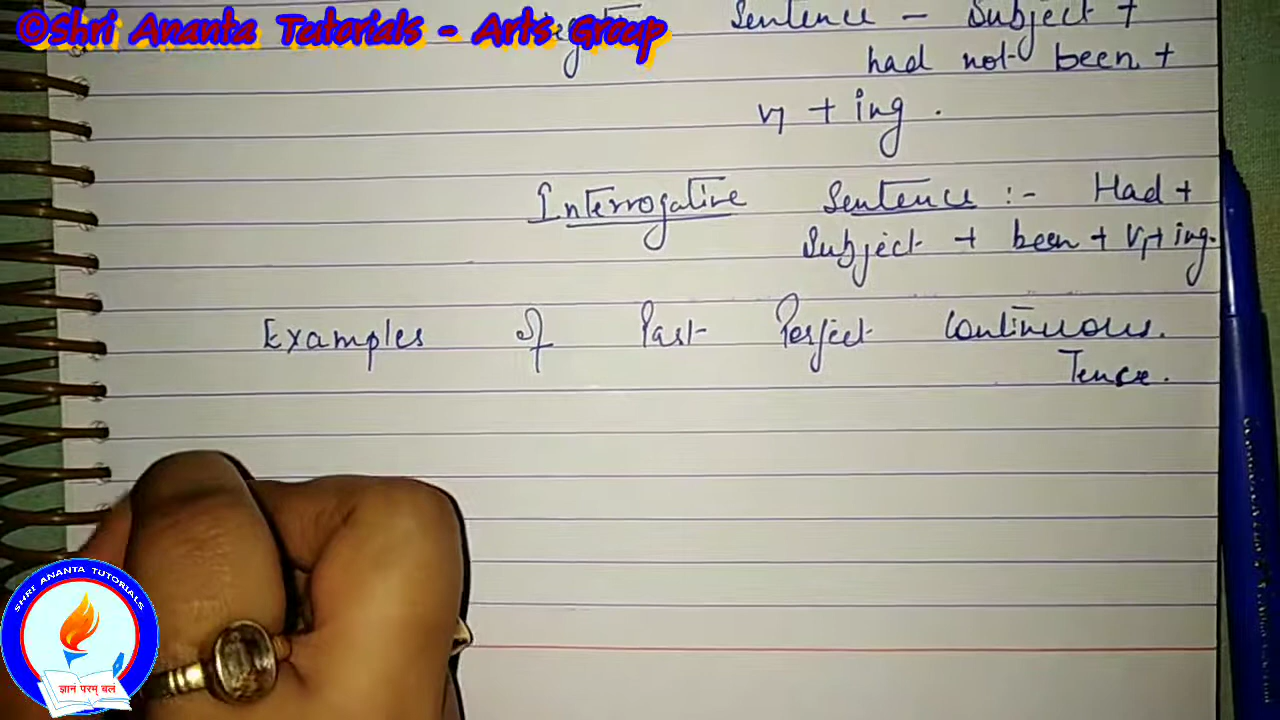 ©Shri Ananta Tutorials - Arts Group
Sentence - Subject +
had not been +
V1 + ing .
Interrogative Sentence :- Had +
Subject + been + V1 + ing.
Examples of Past Perfect Continuous.
Tense.
SHRI ANANTA TUTORIALS
ज्ञान परम् बलं